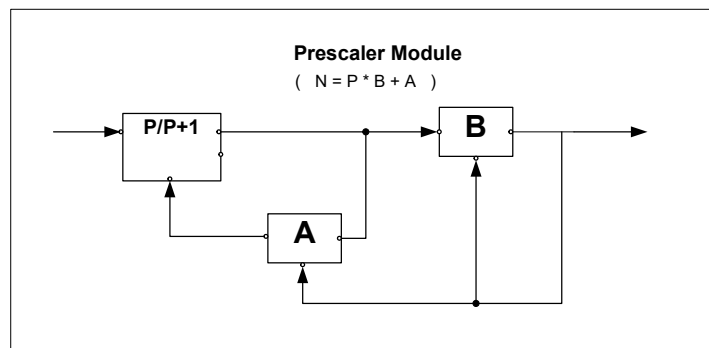 Prescaler Module
( N = P * B + A )
P/P+1
B
A